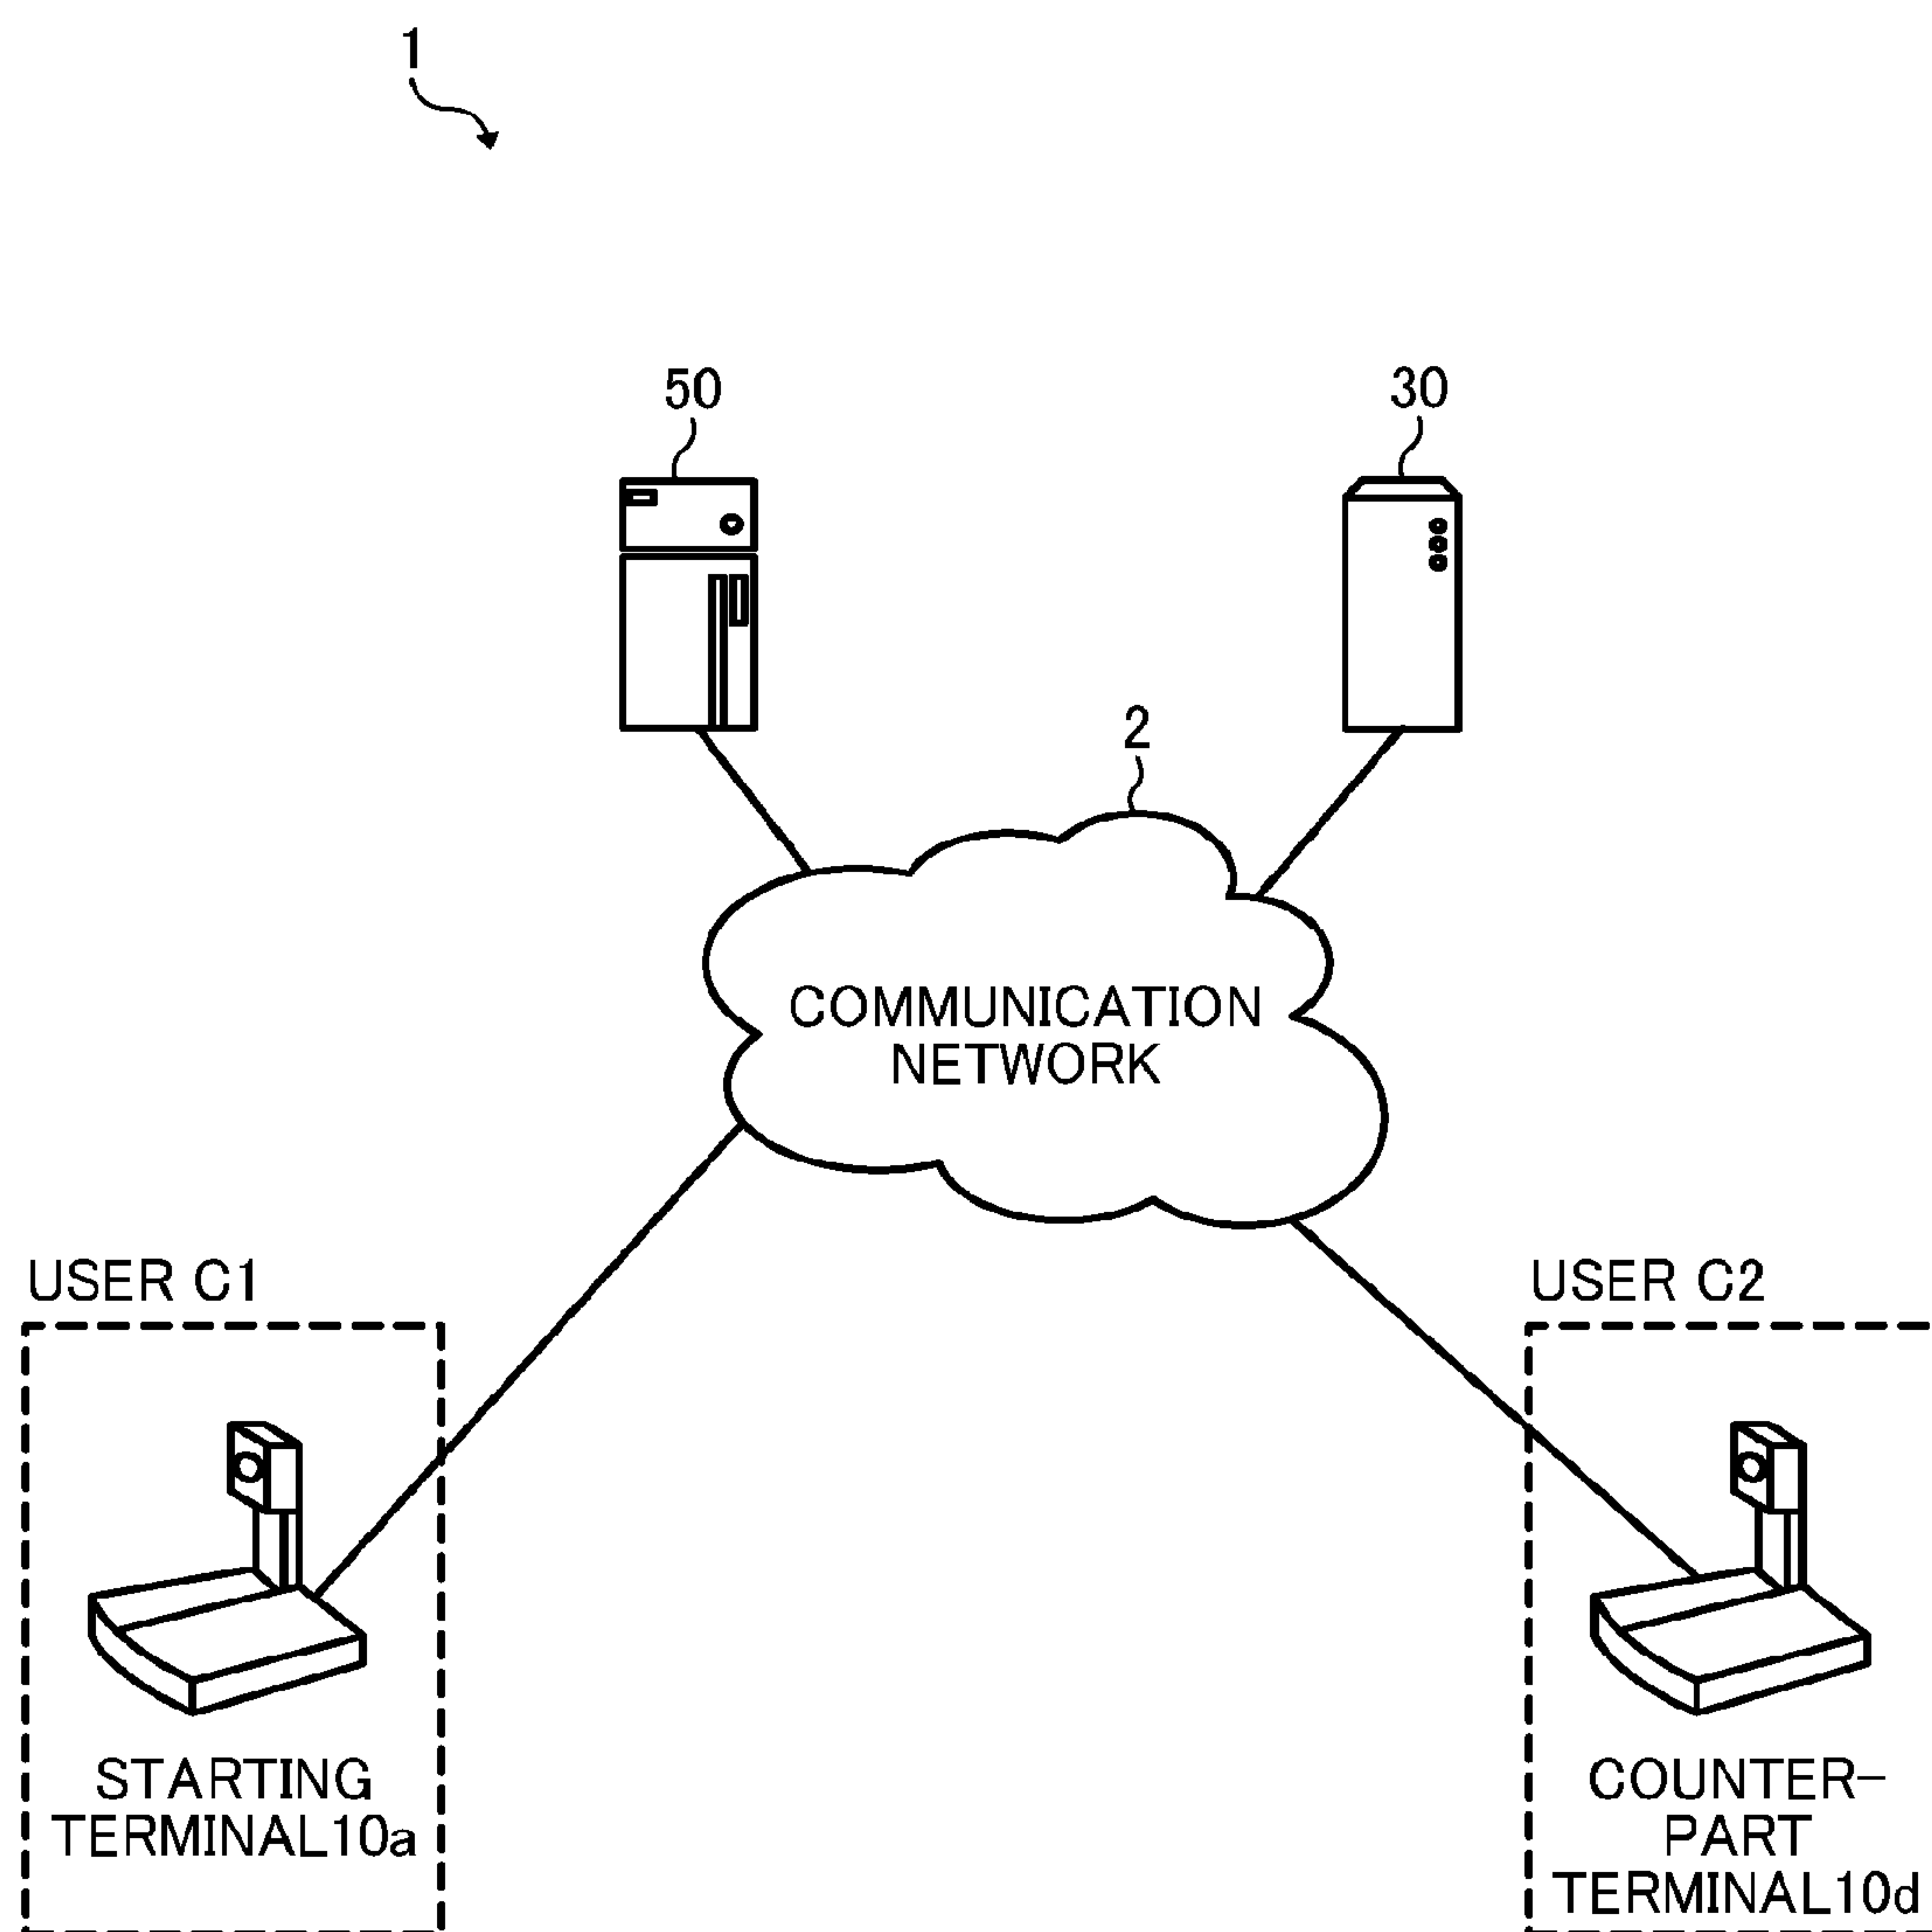 1
50
30
2
COMMUNICATION
NETWORK
USER C1
USER C2
STARTING
TERMINAL10a
COUNTER-
PART
TERMINAL10d